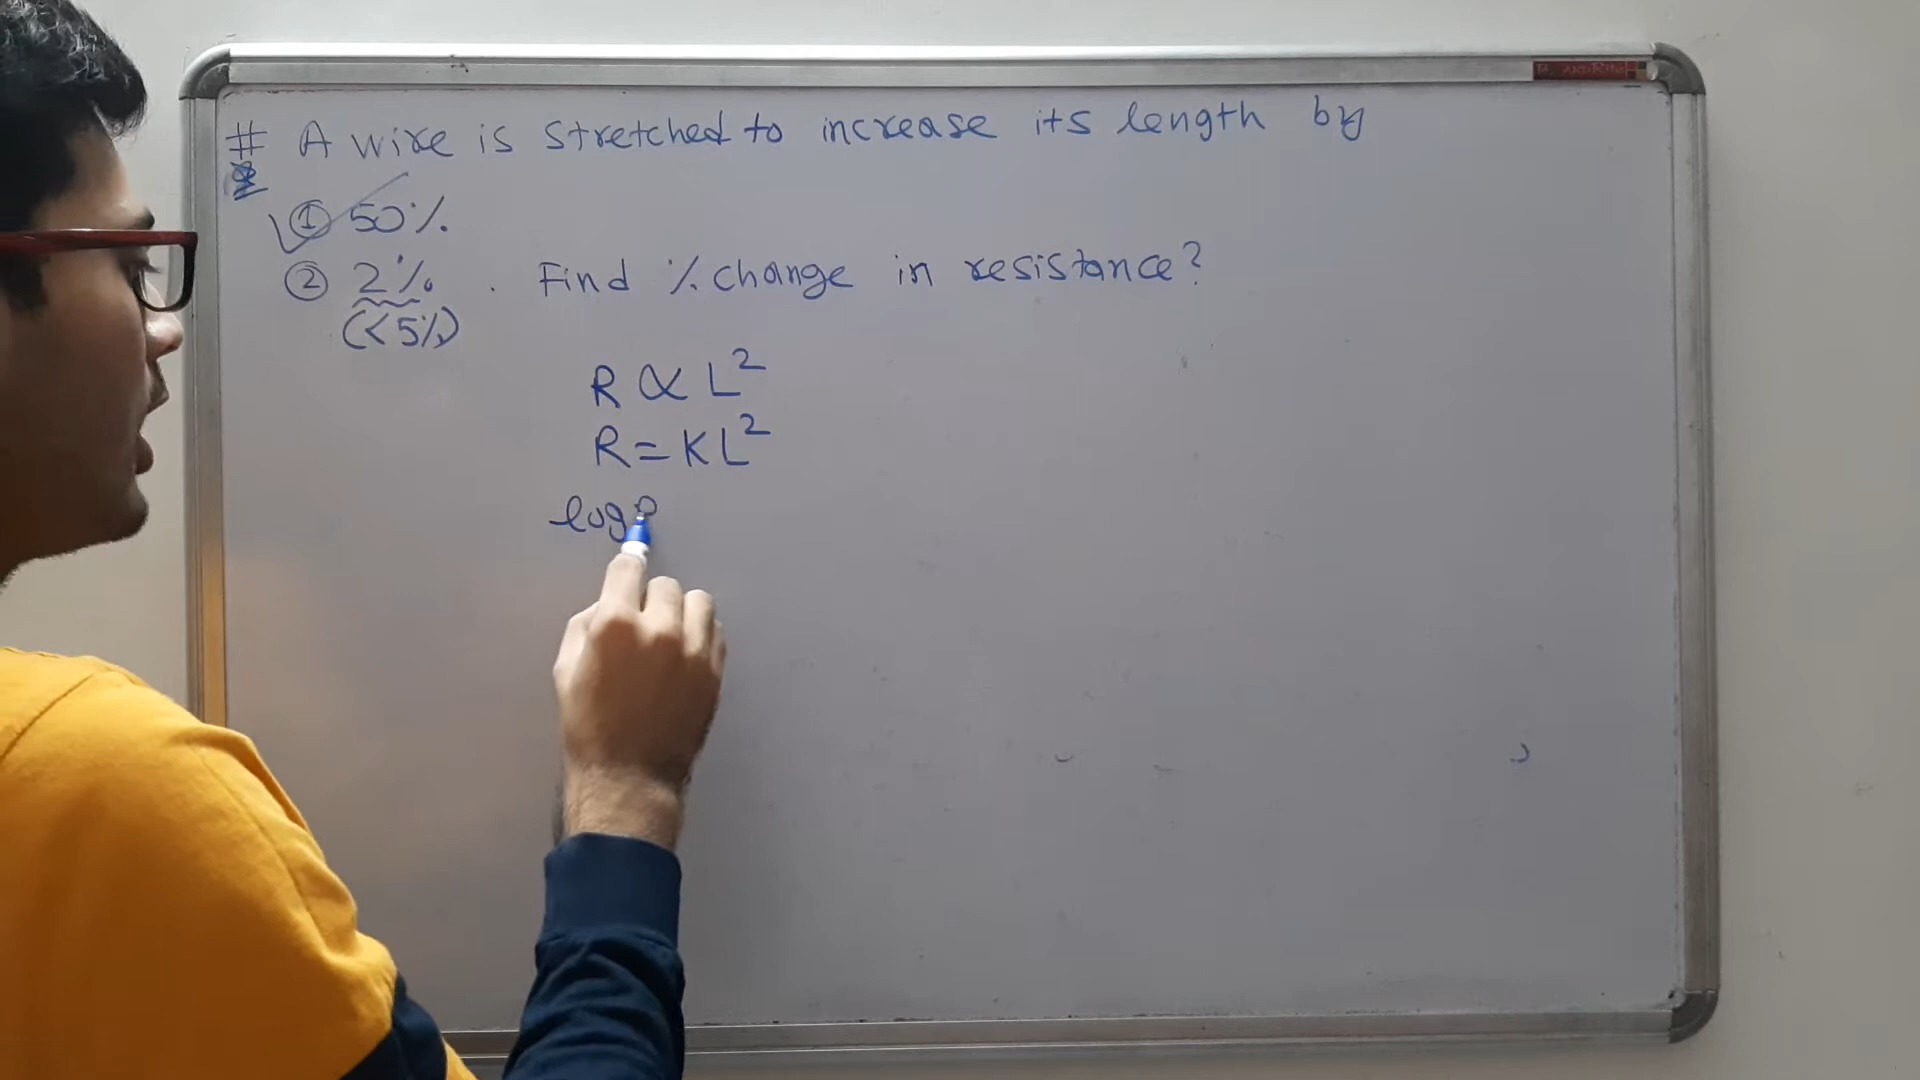 # A wire is stretched to increase its length by
① 50%.
② 2%. Find % change in resistance?
(<5%)
R ∝ L²
R = KL²
log